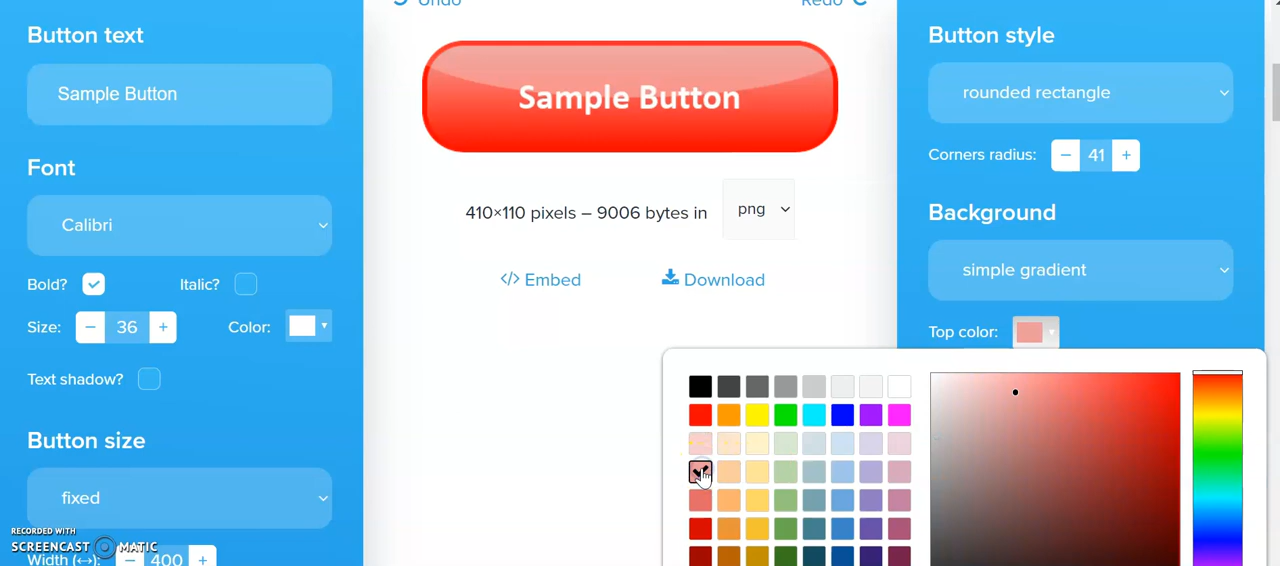 Undo
Redo
Button text
Sample Button
Font
Calibri
Bold?
Italic?
Size:
36
Color:
Text shadow?
Button size
fixed
Width (↔):
400
RECORDED WITH
SCREENCAST MATIC
Sample Button
410×110 pixels – 9006 bytes in
png
</> Embed
Download
Button style
rounded rectangle
Corners radius:
41
Background
simple gradient
Top color: